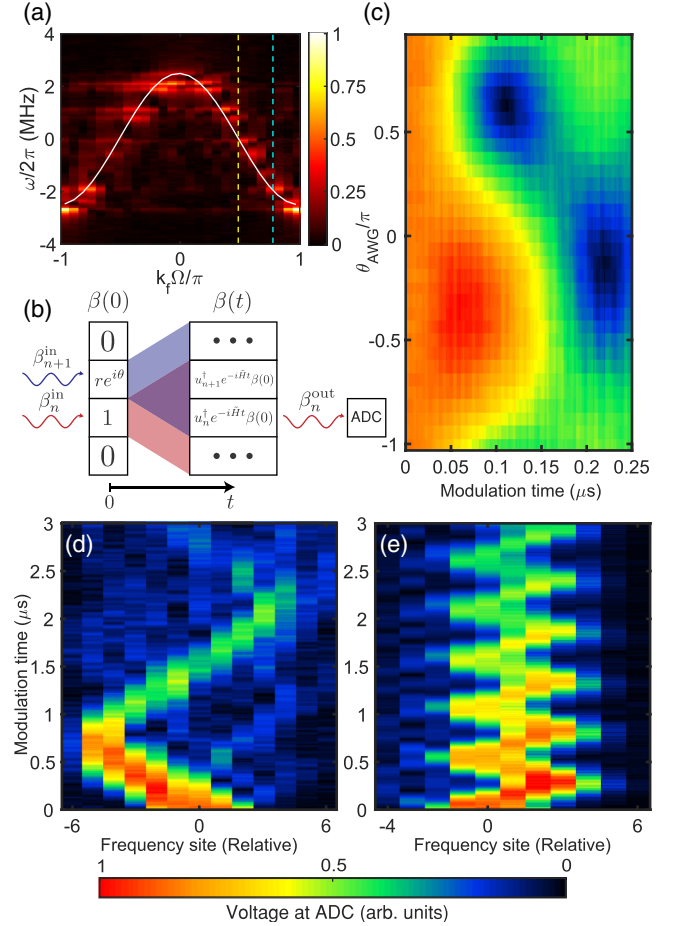 (a)
4
2
0
-2
-4
ω/2π (MHz)
-1
0
1
k_fΩ/π
1
0.75
0.5
0.25
0
(b)
β(0)
β(t)
0
• • •
β^in_{n+1}
re^{iθ}
u^†_{n+1}e^{-iH̃t}β(0)
β^in_n
1
u^†_n e^{-iH̃t}β(0)
β^out_n
ADC
0
• • •
0
t
(c)
0.5
0
-0.5
-1
θ_AWG/π
0
0.05
0.1
0.15
0.2
0.25
Modulation time (μs)
(d)
3
2.5
2
1.5
1
0.5
0
Modulation time (μs)
-6
0
6
Frequency site (Relative)
(e)
3
2.5
2
1.5
1
0.5
0
-4
0
6
Frequency site (Relative)
1
0.5
0
Voltage at ADC (arb. units)